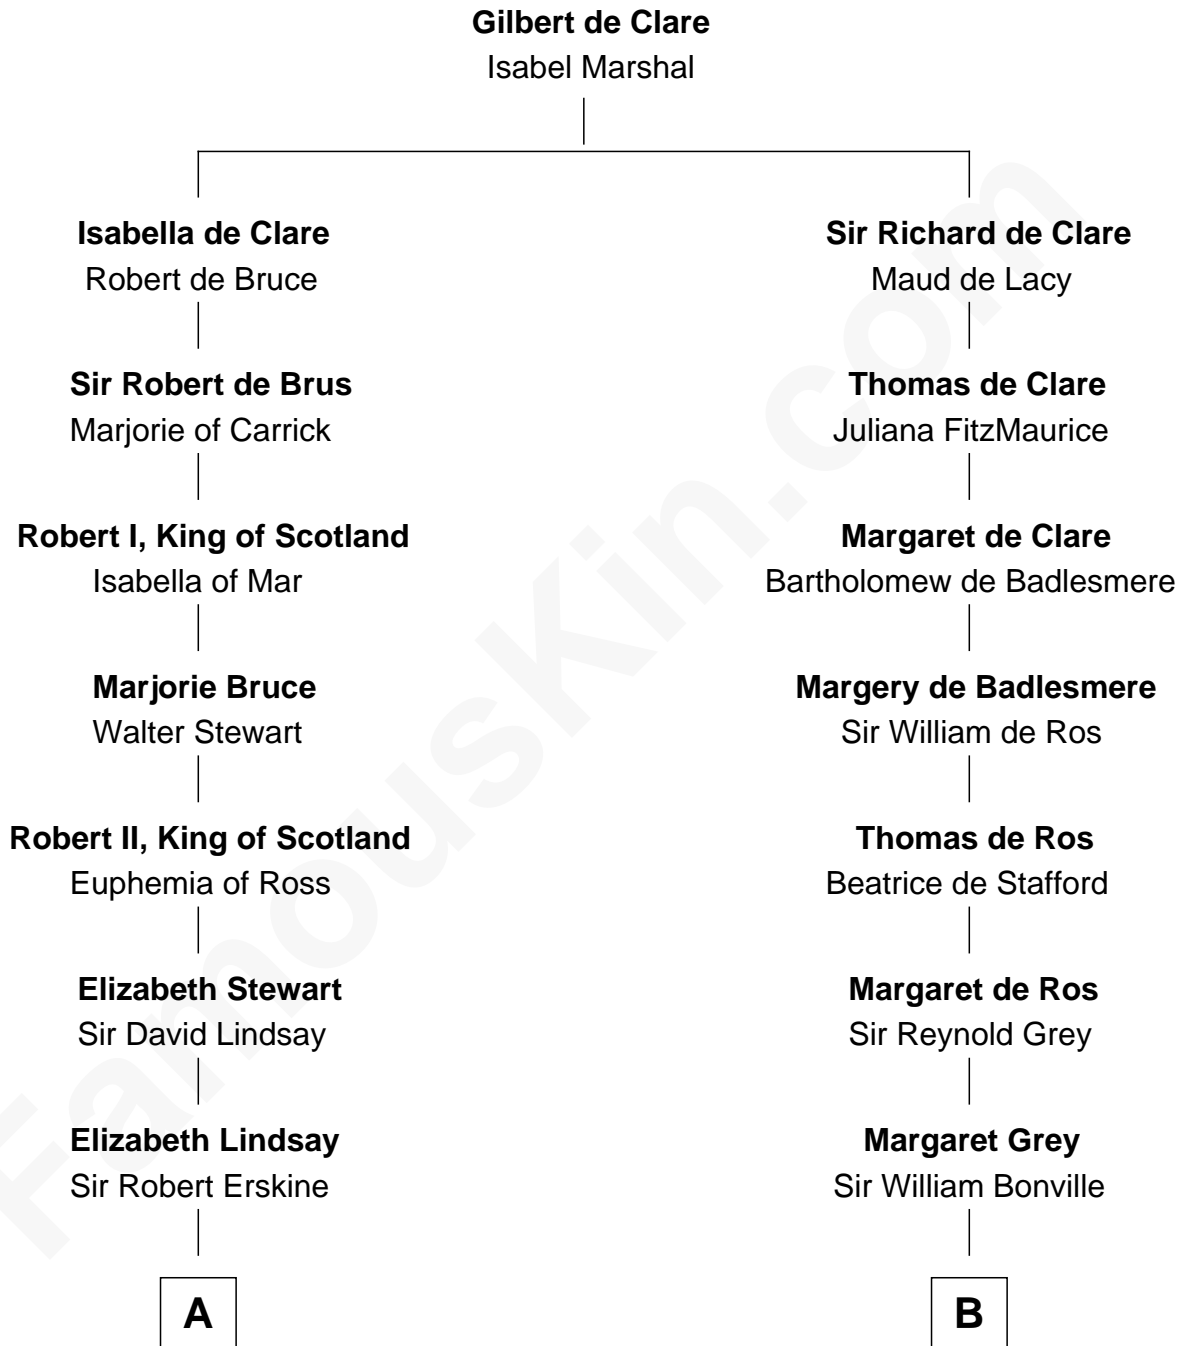 Gilbert de Clare
Isabel Marshal
Isabella de Clare
Robert de Bruce
Sir Richard de Clare
Maud de Lacy
Sir Robert de Brus
Marjorie of Carrick
Thomas de Clare
Juliana FitzMaurice
Robert I, King of Scotland
Isabella of Mar
Margaret de Clare
Bartholomew de Badlesmere
Marjorie Bruce
Walter Stewart
Margery de Badlesmere
Sir William de Ros
Robert II, King of Scotland
Euphemia of Ross
Thomas de Ros
Beatrice de Stafford
Elizabeth Stewart
Sir David Lindsay
Margaret de Ros
Sir Reynold Grey
Elizabeth Lindsay
Sir Robert Erskine
Margaret Grey
Sir William Bonville
A
B
FamousKin.com